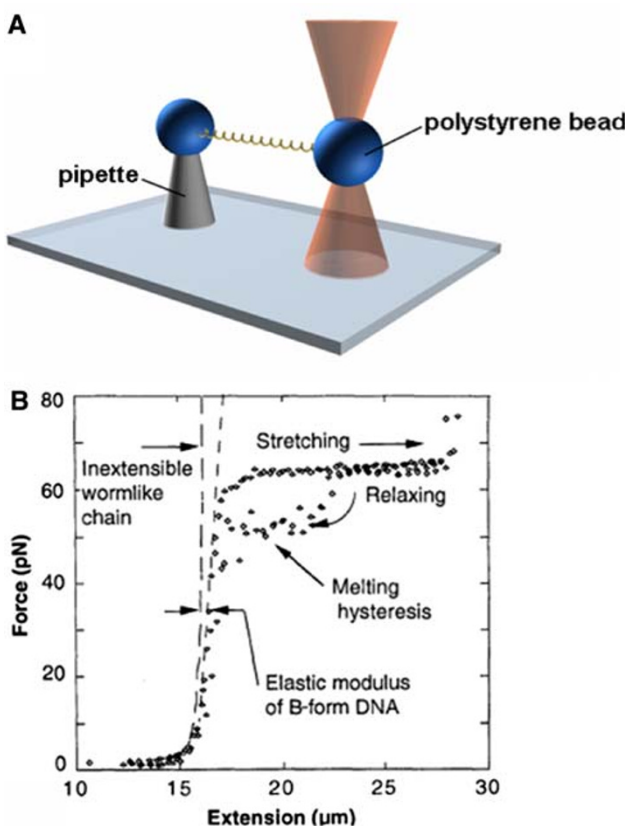 A
polystyrene bead
pipette
B
80
60
40
20
0
Force (pN)
Stretching
Inextensible
wormlike
chain
Relaxing
Melting
hysteresis
Elastic modulus
of B-form DNA
10
15
20
25
30
Extension (μm)